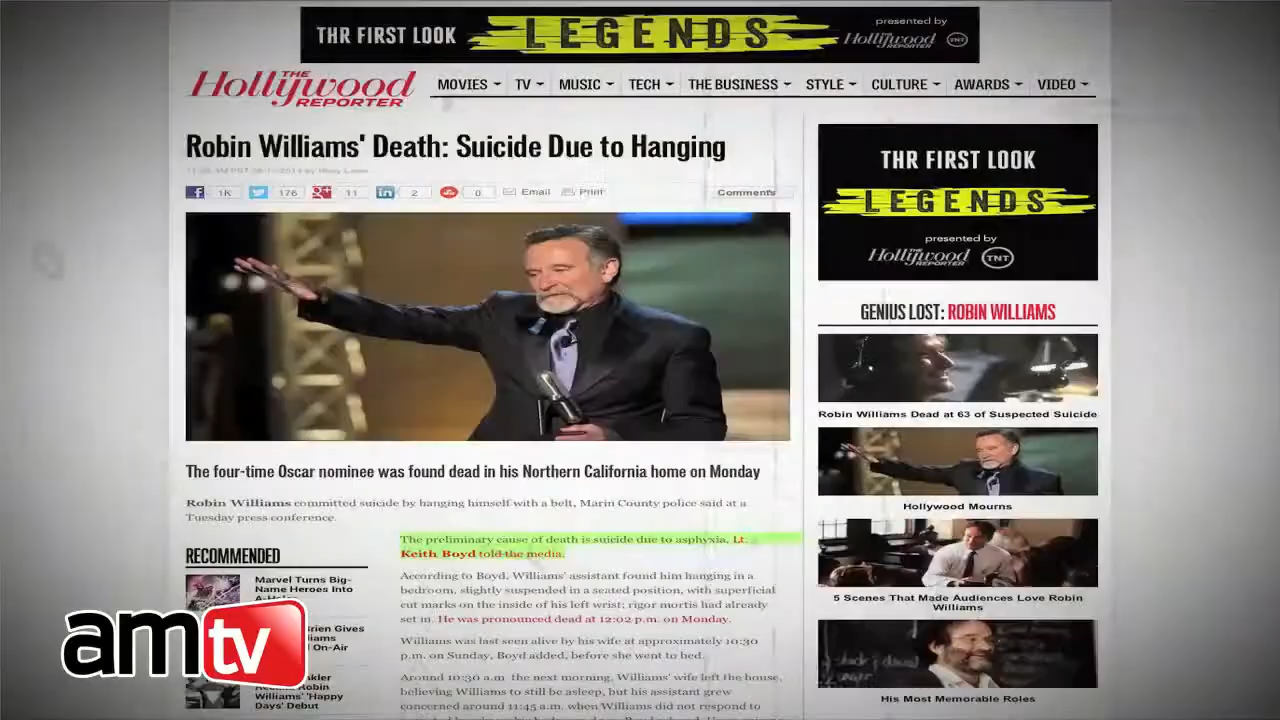 THR FIRST LOOK
LEGENDS
presented by
THE Hollywood REPORTER
TNT
THE Hollywood REPORTER
MOVIES TV MUSIC TECH THE BUSINESS STYLE CULTURE AWARDS VIDEO
Robin Williams' Death: Suicide Due to Hanging
1K 176 11 2 0 Email Print Comments
The four-time Oscar nominee was found dead in his Northern California home on Monday
Robin Williams committed suicide by hanging himself with a belt, Marin County police said at a
Tuesday press conference.
The preliminary cause of death is suicide due to asphyxia, Lt.
Keith Boyd told the media.
According to Boyd, Williams' assistant found him hanging in a
bedroom, slightly suspended in a seated position, with superficial
cut marks on the inside of his left wrist; rigor mortis had already
set in. He was pronounced dead at 12:02 p.m. on Monday.
Williams was last seen alive by his wife at approximately 10:30
p.m. on Sunday, Boyd added, before she went to bed.
Around 10:30 a.m the next morning, Williams' wife left the house,
believing Williams to still be asleep, but his assistant grew
concerned around 11:45 a.m. when Williams did not respond to
RECOMMENDED
Marvel Turns Big-
Name Heroes Into
Brien Gives
On-Air
Robin
Williams' 'Happy
Days' Debut
amtv
THR FIRST LOOK
LEGENDS
presented by
THE Hollywood REPORTER
TNT
GENIUS LOST: ROBIN WILLIAMS
Robin Williams Dead at 63 of Suspected Suicide
Hollywood Mourns
5 Scenes That Made Audiences Love Robin
Williams
His Most Memorable Roles